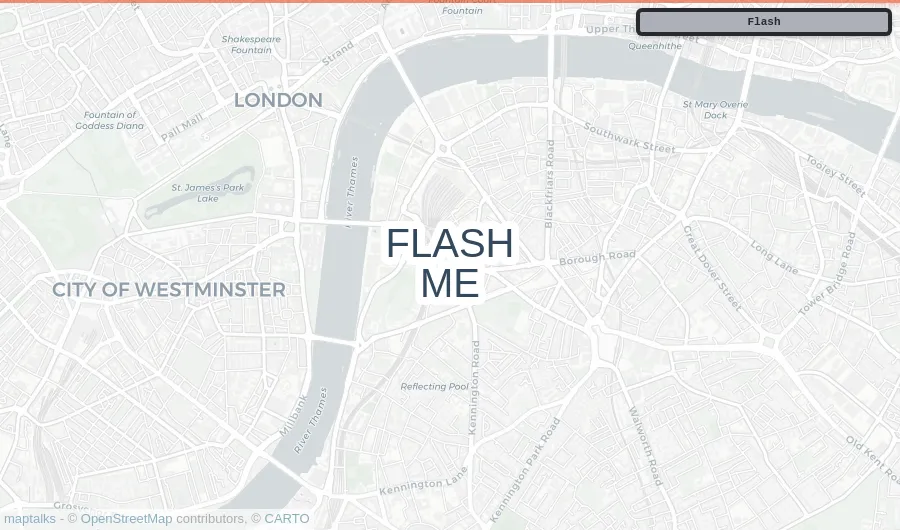 Fountain
Flash
Upper Th
Shakespeare
Fountain
Strand
Queenhithe
LONDON
Fountain of
Goddess Diana
Pall Mall
St Mary Overie
Dock
Southwark Street
Lane
Tooley Street
River Thames
Blackfriars Road
St. James's Park
Lake
FLASH
ME
Borough Road
Great Dover Street
Long Lane
Tower Bridge Road
CITY OF WESTMINSTER
Reflecting Pool
Kennington Road
Millbank
River Thames
Walworth Road
Kennington Park Road
Old Kent Roa
Kennington Lane
Grosve
maptalks - © OpenStreetMap contributors, © CARTO